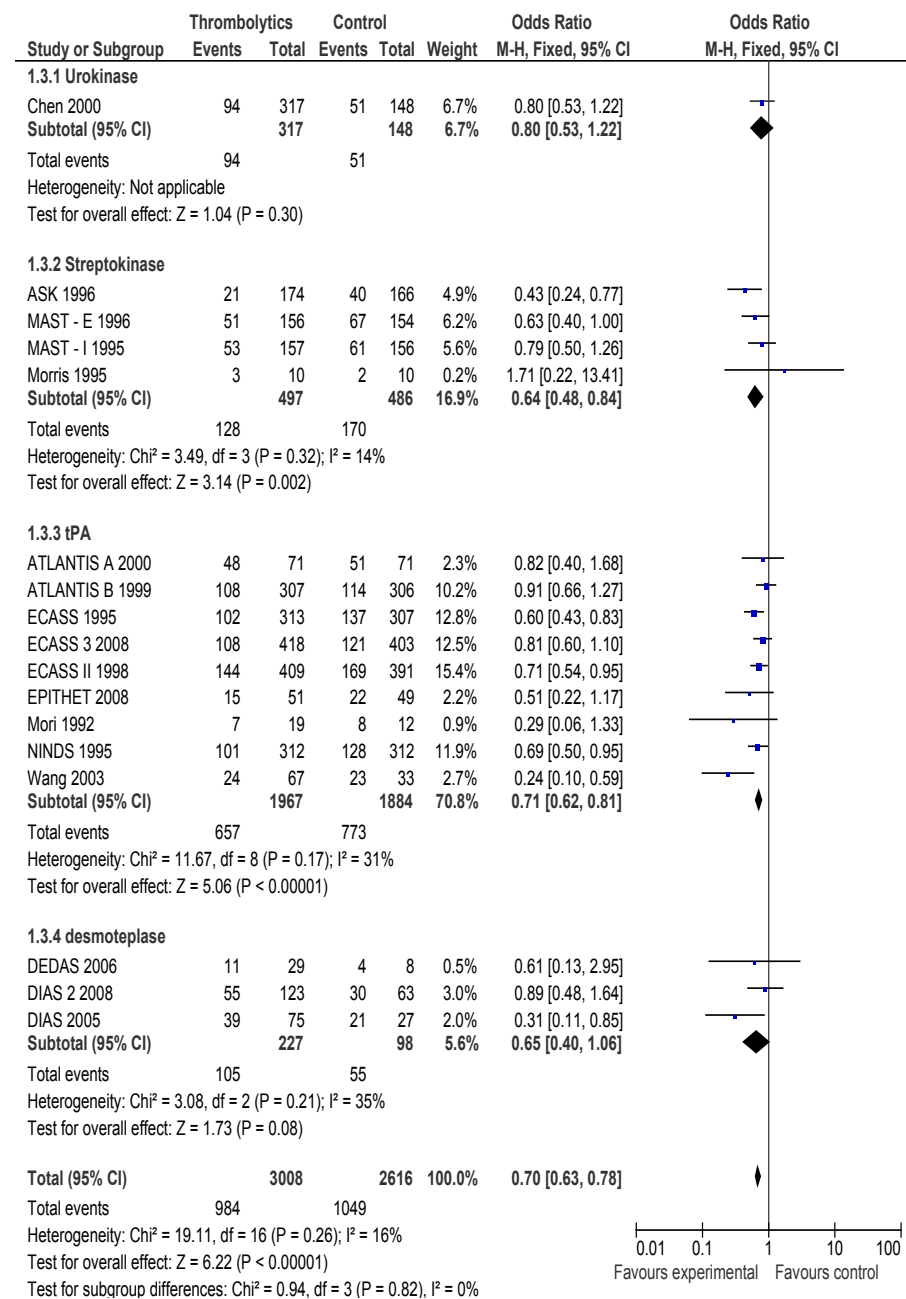 Thrombolytics Control Odds Ratio Odds Ratio
Study or Subgroup Events Total Events Total Weight M-H, Fixed, 95% CI M-H, Fixed, 95% CI
1.3.1 Urokinase
Chen 2000 94 317 51 148 6.7% 0.80 [0.53, 1.22]
Subtotal (95% CI) 317 148 6.7% 0.80 [0.53, 1.22]
Total events 94 51
Heterogeneity: Not applicable
Test for overall effect: Z = 1.04 (P = 0.30)
1.3.2 Streptokinase
ASK 1996 21 174 40 166 4.9% 0.43 [0.24, 0.77]
MAST - E 1996 51 156 67 154 6.2% 0.63 [0.40, 1.00]
MAST - I 1995 53 157 61 156 5.6% 0.79 [0.50, 1.26]
Morris 1995 3 10 2 10 0.2% 1.71 [0.22, 13.41]
Subtotal (95% CI) 497 486 16.9% 0.64 [0.48, 0.84]
Total events 128 170
Heterogeneity: Chi² = 3.49, df = 3 (P = 0.32); I² = 14%
Test for overall effect: Z = 3.14 (P = 0.002)
1.3.3 tPA
ATLANTIS A 2000 48 71 51 71 2.3% 0.82 [0.40, 1.68]
ATLANTIS B 1999 108 307 114 306 10.2% 0.91 [0.66, 1.27]
ECASS 1995 102 313 137 307 12.8% 0.60 [0.43, 0.83]
ECASS 3 2008 108 418 121 403 12.5% 0.81 [0.60, 1.10]
ECASS II 1998 144 409 169 391 15.4% 0.71 [0.54, 0.95]
EPITHET 2008 15 51 22 49 2.2% 0.51 [0.22, 1.17]
Mori 1992 7 19 8 12 0.9% 0.29 [0.06, 1.33]
NINDS 1995 101 312 128 312 11.9% 0.69 [0.50, 0.95]
Wang 2003 24 67 23 33 2.7% 0.24 [0.10, 0.59]
Subtotal (95% CI) 1967 1884 70.8% 0.71 [0.62, 0.81]
Total events 657 773
Heterogeneity: Chi² = 11.67, df = 8 (P = 0.17); I² = 31%
Test for overall effect: Z = 5.06 (P < 0.00001)
1.3.4 desmoteplase
DEDAS 2006 11 29 4 8 0.5% 0.61 [0.13, 2.95]
DIAS 2 2008 55 123 30 63 3.0% 0.89 [0.48, 1.64]
DIAS 2005 39 75 21 27 2.0% 0.31 [0.11, 0.85]
Subtotal (95% CI) 227 98 5.6% 0.65 [0.40, 1.06]
Total events 105 55
Heterogeneity: Chi² = 3.08, df = 2 (P = 0.21); I² = 35%
Test for overall effect: Z = 1.73 (P = 0.08)
Total (95% CI) 3008 2616 100.0% 0.70 [0.63, 0.78]
Total events 984 1049
Heterogeneity: Chi² = 19.11, df = 16 (P = 0.26); I² = 16%
Test for overall effect: Z = 6.22 (P < 0.00001)
Test for subgroup differences: Chi² = 0.94, df = 3 (P = 0.82), I² = 0%
0.01 0.1 1 10 100
Favours experimental Favours control